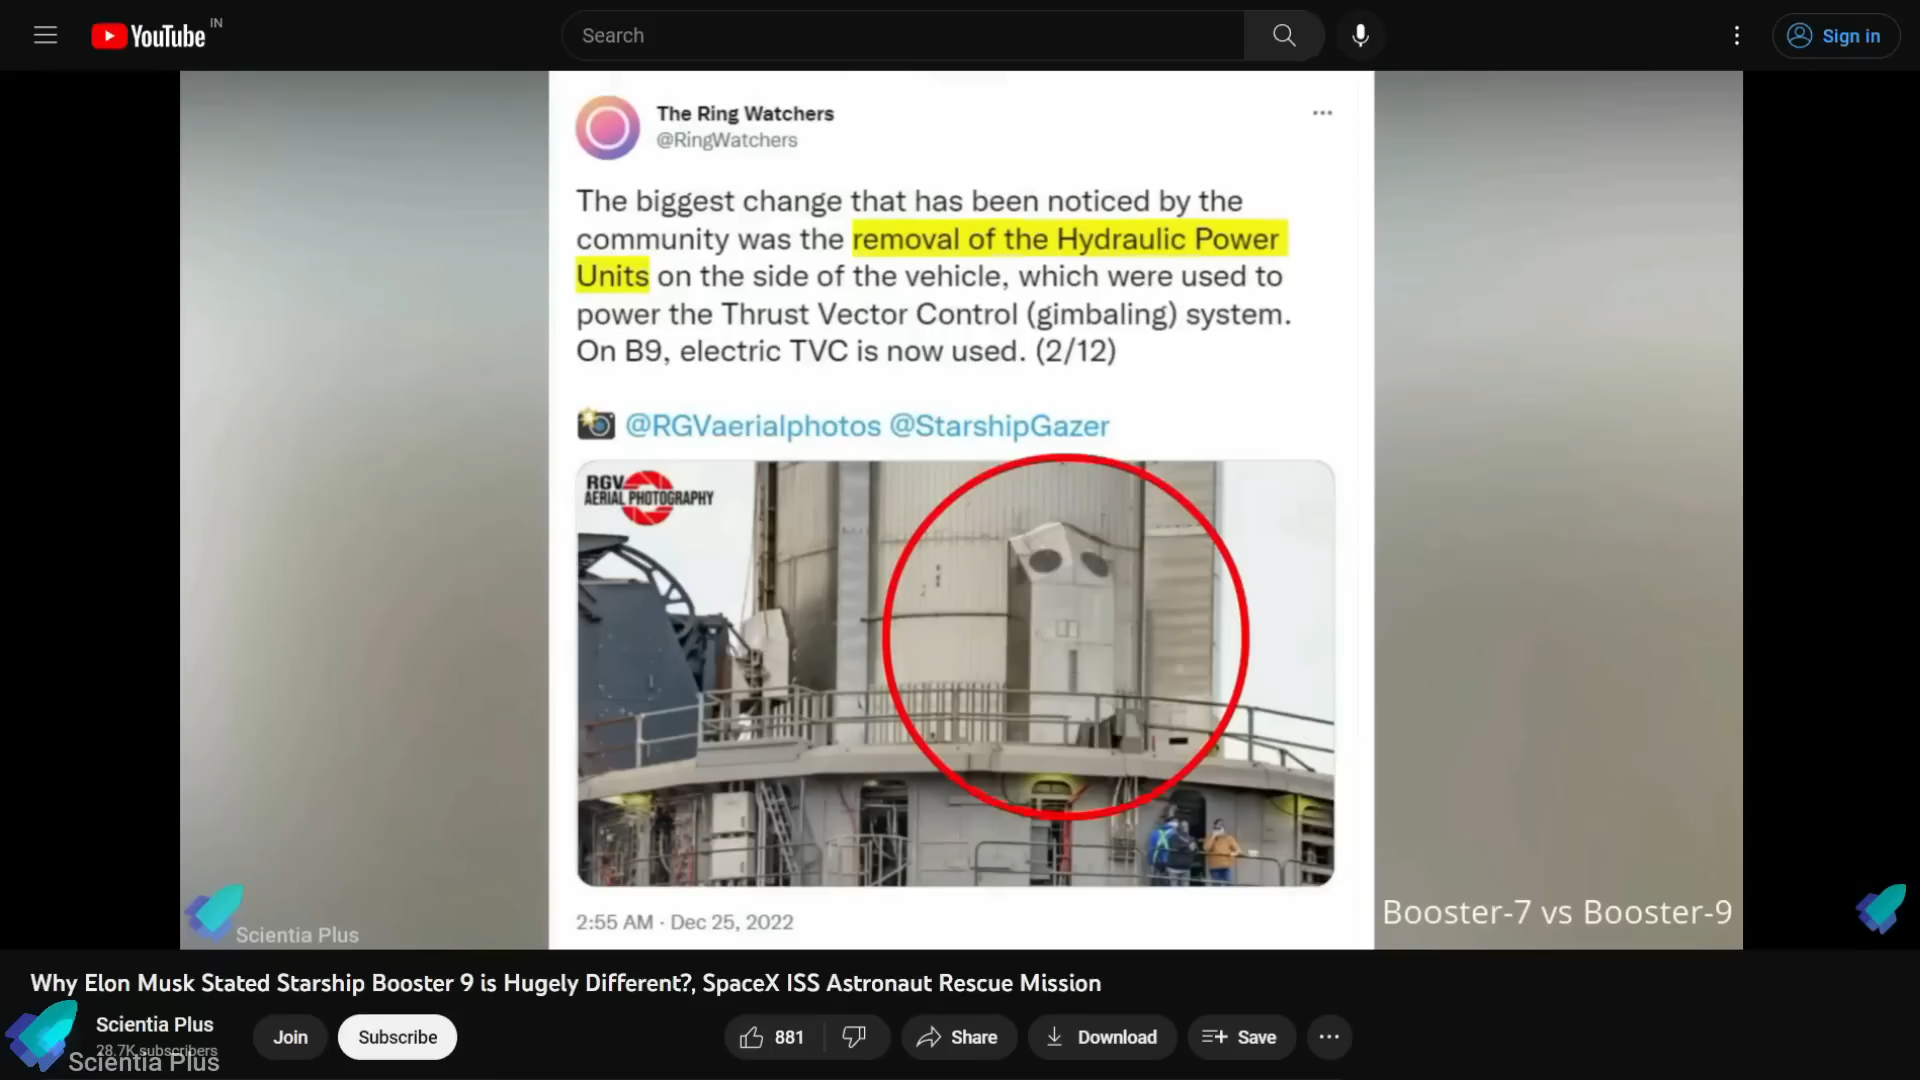 YouTube IN
Search
Sign in
The Ring Watchers
@RingWatchers
The biggest change that has been noticed by the
community was the removal of the Hydraulic Power
Units on the side of the vehicle, which were used to
power the Thrust Vector Control (gimbaling) system.
On B9, electric TVC is now used. (2/12)
@RGVaerialphotos @StarshipGazer
RGV
AERIAL PHOTOGRAPHY
2:55 AM · Dec 25, 2022
Booster-7 vs Booster-9
Scientia Plus
Why Elon Musk Stated Starship Booster 9 is Hugely Different?, SpaceX ISS Astronaut Rescue Mission
Scientia Plus
28.7K subscribers
Scientia Plus
Join
Subscribe
881
Share
Download
Save